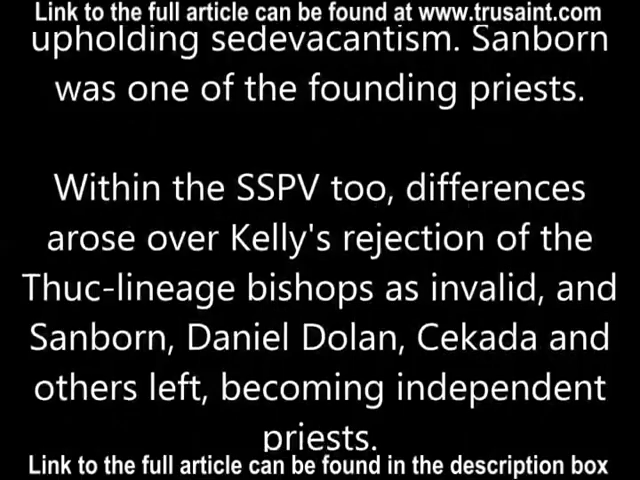 Link to the full article can be found at www.trusaint.com
upholding sedevacantism. Sanborn
was one of the founding priests.
Within the SSPV too, differences
arose over Kelly's rejection of the
Thuc-lineage bishops as invalid, and
Sanborn, Daniel Dolan, Cekada and
others left, becoming independent
priests.
Link to the full article can be found in the description box